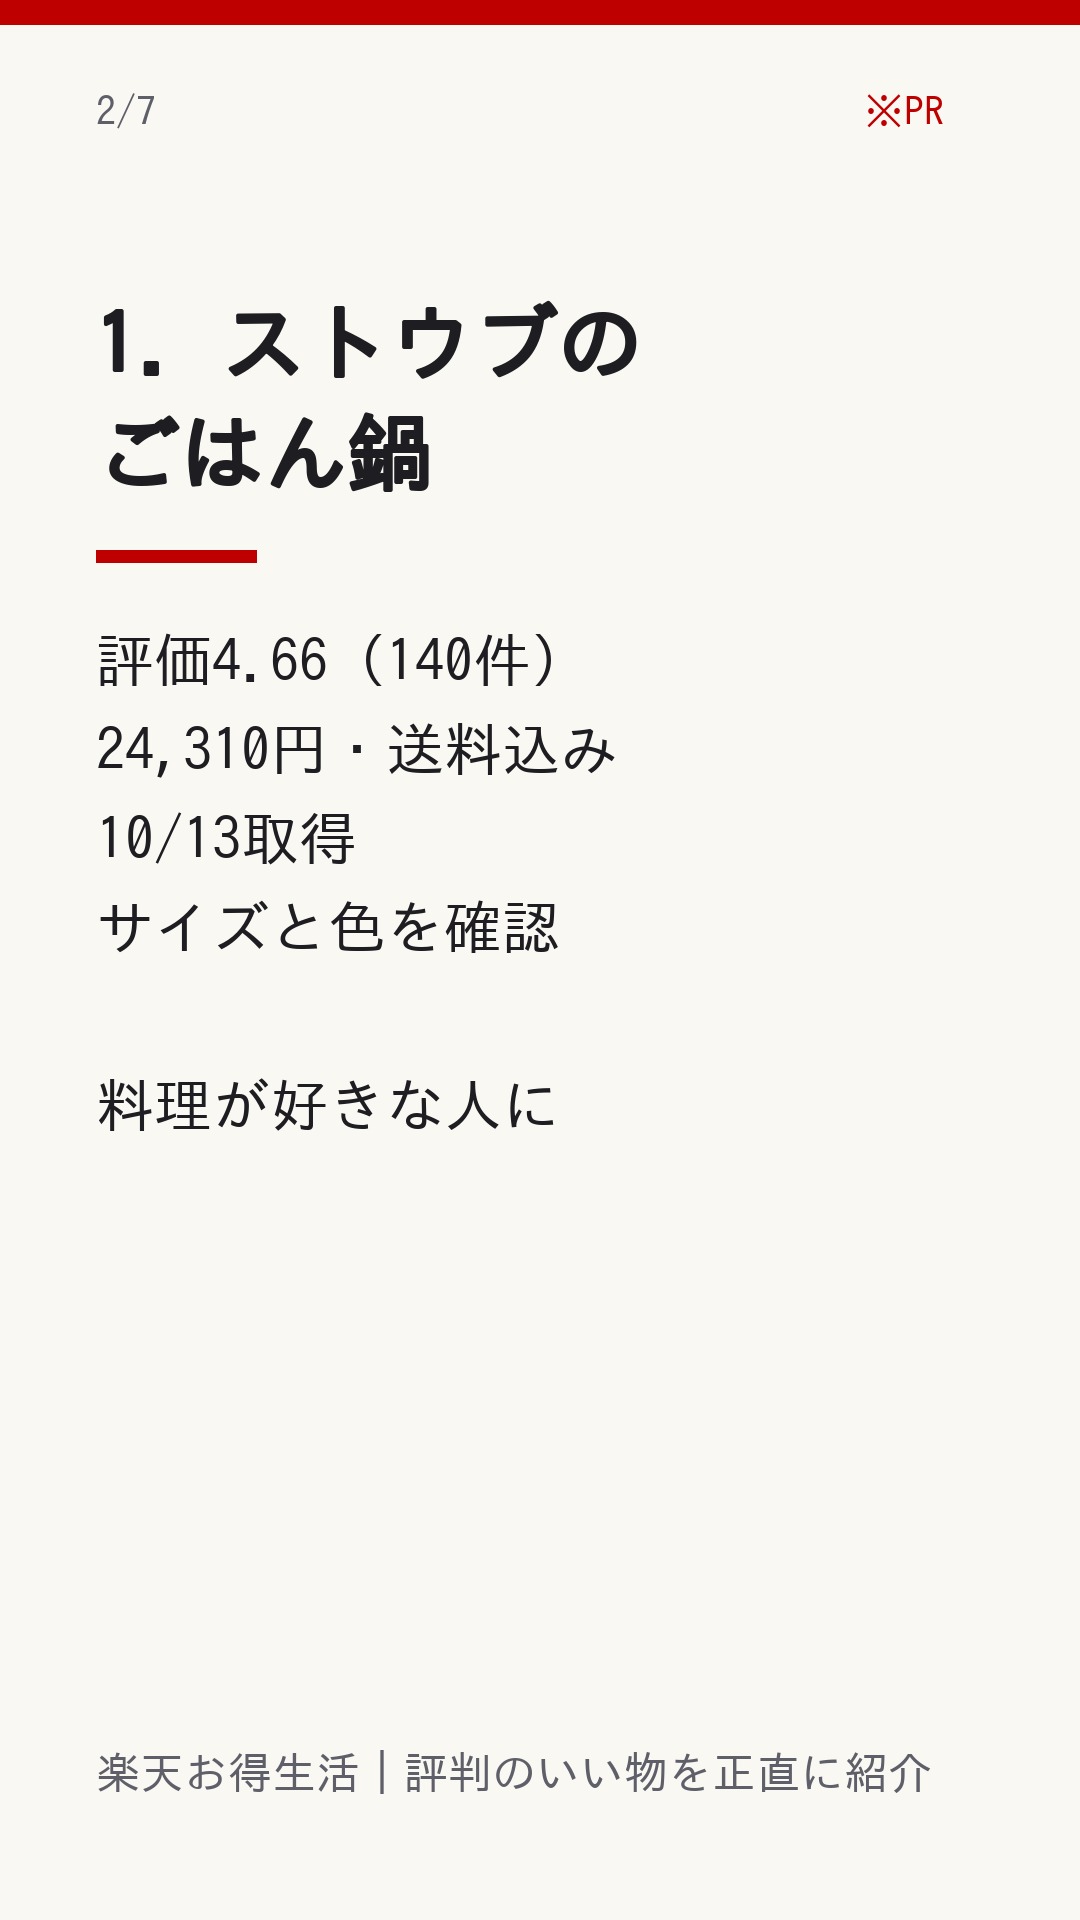 2/7
※PR
1. ストウブの
ごはん鍋
評価4.66（140件）
24,310円・送料込み
10/13取得
サイズと色を確認
料理が好きな人に
楽天お得生活｜評判のいい物を正直に紹介